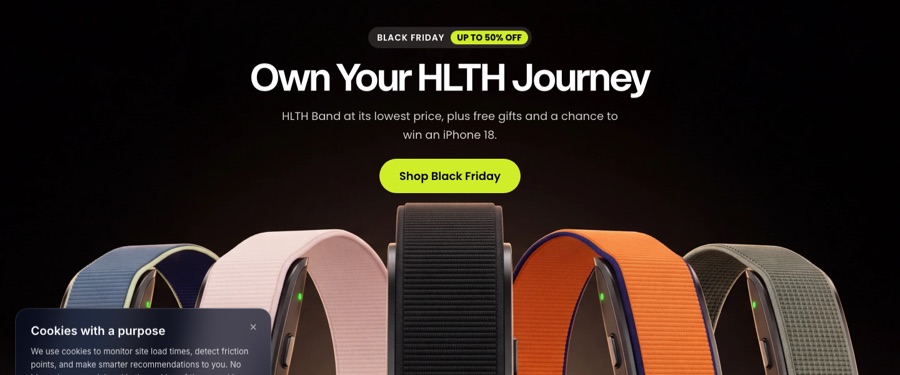 BLACK FRIDAY UP TO 50% OFF
Own Your HLTH Journey
HLTH Band at its lowest price, plus free gifts and a chance to
win an iPhone 18.
Shop Black Friday
Cookies with a purpose
We use cookies to monitor site load times, detect friction
points, and make smarter recommendations to you. No